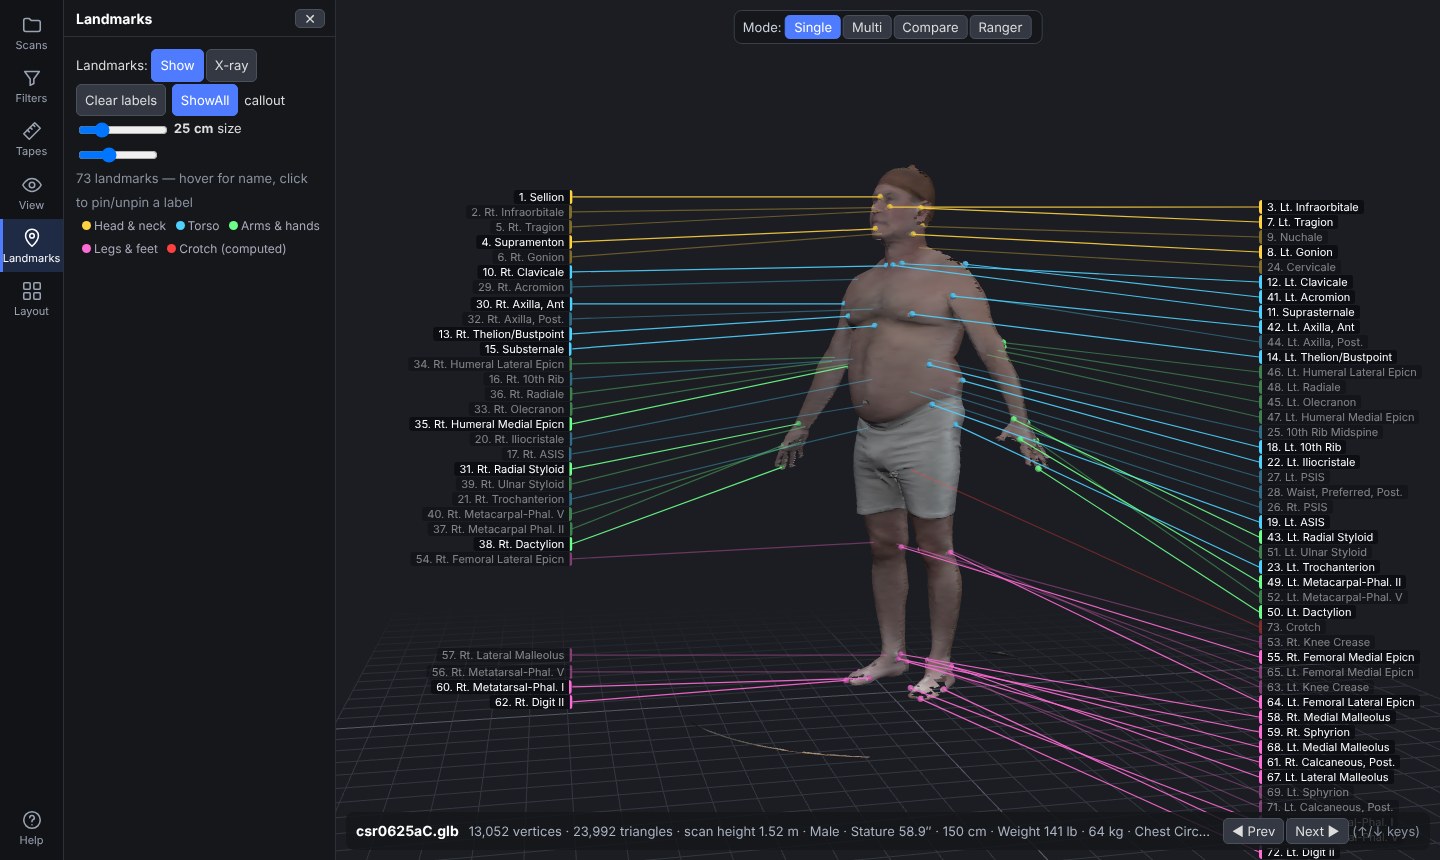 Scans
Filters
Tapes
View
Landmarks
Layout
Help
Landmarks
✕
Landmarks: Show X-ray
Clear labels ShowAll callout
25 cm size
73 landmarks — hover for name, click
to pin/unpin a label
Head & neck Torso Arms & hands
Legs & feet Crotch (computed)
Mode: Single Multi Compare Ranger
1. Sellion
2. Rt. Infraorbitale
5. Rt. Tragion
4. Supramenton
6. Rt. Gonion
10. Rt. Clavicale
29. Rt. Acromion
30. Rt. Axilla, Ant
32. Rt. Axilla, Post.
13. Rt. Thelion/Bustpoint
15. Substernale
34. Rt. Humeral Lateral Epicn
16. Rt. 10th Rib
36. Rt. Radiale
33. Rt. Olecranon
35. Rt. Humeral Medial Epicn
20. Rt. Iliocristale
17. Rt. ASIS
31. Rt. Radial Styloid
39. Rt. Ulnar Styloid
21. Rt. Trochanterion
40. Rt. Metacarpal-Phal. V
37. Rt. Metacarpal Phal. II
38. Rt. Dactylion
54. Rt. Femoral Lateral Epicn
57. Rt. Lateral Malleolus
56. Rt. Metatarsal-Phal. V
60. Rt. Metatarsal-Phal. I
62. Rt. Digit II
3. Lt. Infraorbitale
7. Lt. Tragion
9. Nuchale
8. Lt. Gonion
24. Cervicale
12. Lt. Clavicale
41. Lt. Acromion
11. Suprasternale
42. Lt. Axilla, Ant
44. Lt. Axilla, Post.
14. Lt. Thelion/Bustpoint
46. Lt. Humeral Lateral Epicn
48. Lt. Radiale
45. Lt. Olecranon
47. Lt. Humeral Medial Epicn
25. 10th Rib Midspine
18. Lt. 10th Rib
22. Lt. Iliocristale
27. Lt. PSIS
28. Waist, Preferred, Post.
26. Rt. PSIS
19. Lt. ASIS
43. Lt. Radial Styloid
51. Lt. Ulnar Styloid
23. Lt. Trochanterion
49. Lt. Metacarpal-Phal. II
52. Lt. Metacarpal-Phal. V
50. Lt. Dactylion
73. Crotch
53. Rt. Knee Crease
55. Rt. Femoral Medial Epicn
65. Lt. Femoral Medial Epicn
63. Lt. Knee Crease
64. Lt. Femoral Lateral Epicn
58. Rt. Medial Malleolus
59. Rt. Sphyrion
68. Lt. Medial Malleolus
61. Rt. Calcaneous, Post.
67. Lt. Lateral Malleolus
69. Lt. Sphyrion
71. Lt. Calcaneous, Post.
72. Lt. Digit II
csr0625aC.glb 13,052 vertices · 23,992 triangles · scan height 1.52 m · Male · Stature 58.9″ · 150 cm · Weight 141 lb · 64 kg · Chest Circ… ◀ Prev Next ▶ (↑/↓ keys)